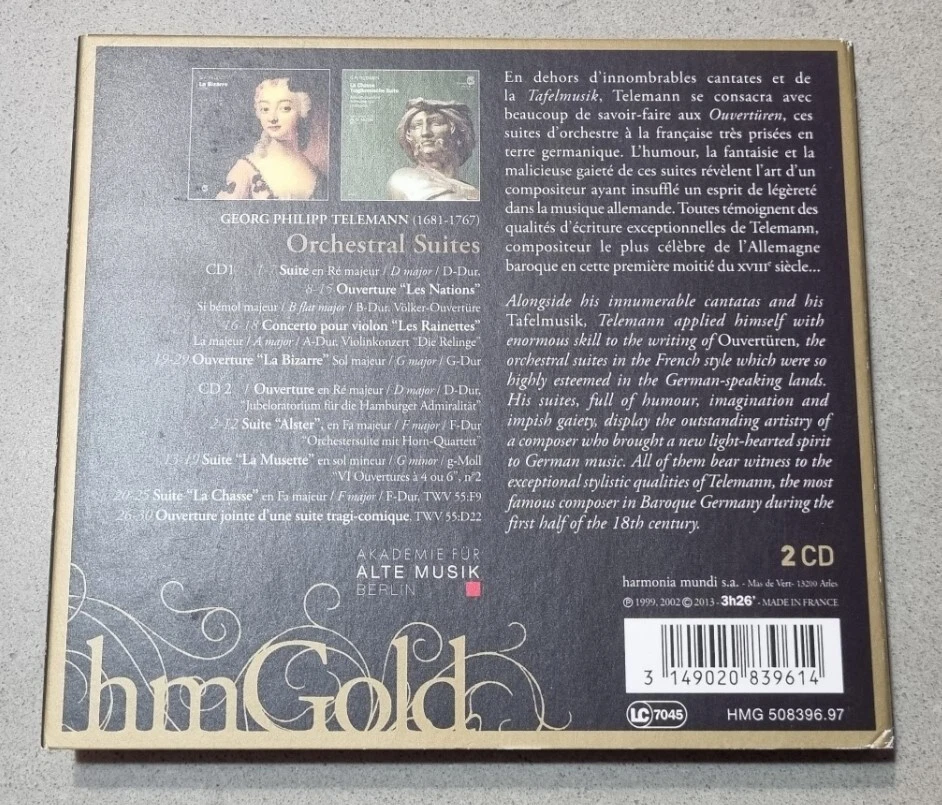 La Bizarre
La Chasse
Tragikomische Suite
GEORG PHILIPP TELEMANN (1681-1767)
Orchestral Suites
CD1 1-7 Suite en Ré majeur / D major / D-Dur.
8-15 Ouverture “Les Nations”
Si bémol majeur / B flat major / B-Dur. Völker-Ouvertüre
16-18 Concerto pour violon “Les Rainettes”
La majeur / A major / A-Dur. Violinkonzert “Die Relinge”
19-29 Ouverture “La Bizarre” Sol majeur / G major / G-Dur
CD 2 1 Ouverture en Ré majeur / D major / D-Dur.
“Jubeloratorium für die Hamburger Admiralität”
2-12 Suite “Alster”, en Fa majeur / F major / F-Dur
“Orchestersuite mit Horn-Quartett”
13-19 Suite “La Musette” en sol mineur / G minor / g-Moll
“VI Ouvertures à 4 ou 6”, n°2
20-25 Suite “La Chasse” en Fa majeur / F major / F-Dur, TWV 55:F9
26-30 Ouverture jointe d’une suite tragi-comique. TWV 55:D22
AKADEMIE FÜR
ALTE MUSIK
BERLIN
hmGold
En dehors d’innombrables cantates et de
la Tafelmusik, Telemann se consacra avec
beaucoup de savoir-faire aux Ouvertüren, ces
suites d’orchestre à la française très prisées en
terre germanique. L’humour, la fantaisie et la
malicieuse gaieté de ces suites révèlent l’art d’un
compositeur ayant insufflé un esprit de légèreté
dans la musique allemande. Toutes témoignent des
qualités d’écriture exceptionnelles de Telemann,
compositeur le plus célèbre de l’Allemagne
baroque en cette première moitié du XVIIIe siècle...
Alongside his innumerable cantatas and his
Tafelmusik, Telemann applied himself with
enormous skill to the writing of Ouvertüren, the
orchestral suites in the French style which were so
highly esteemed in the German-speaking lands.
His suites, full of humour, imagination and
impish gaiety, display the outstanding artistry of
a composer who brought a new light-hearted spirit
to German music. All of them bear witness to the
exceptional stylistic qualities of Telemann, the most
famous composer in Baroque Germany during the
first half of the 18th century.
2 CD
harmonia mundi s.a. - Mas de Vert- 13200 Arles
℗ 1999, 2002 © 2013 - 3h26’ - MADE IN FRANCE
3 149020 839614
LC 7045
HMG 508396.97